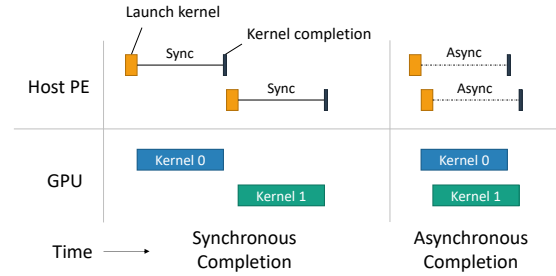 Launch kernel
Kernel completion
Host PE
Sync
Sync
Async
Async
GPU
Kernel 0
Kernel 1
Kernel 0
Kernel 1
Time
Synchronous
Completion
Asynchronous
Completion